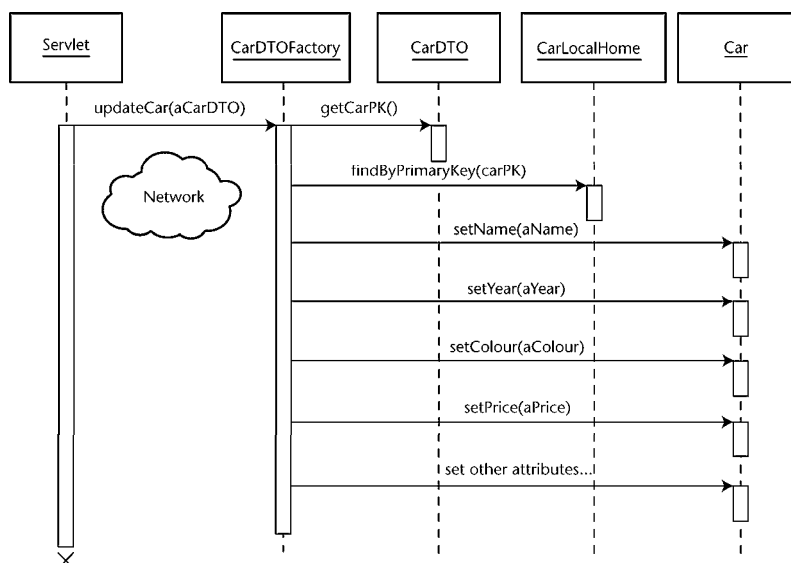 Servlet
CarDTOFactory
CarDTO
CarLocalHome
Car
updateCar(aCarDTO)
getCarPK()
findByPrimaryKey(carPK)
Network
setName(aName)
setYear(aYear)
setColour(aColour)
setPrice(aPrice)
set other attributes...